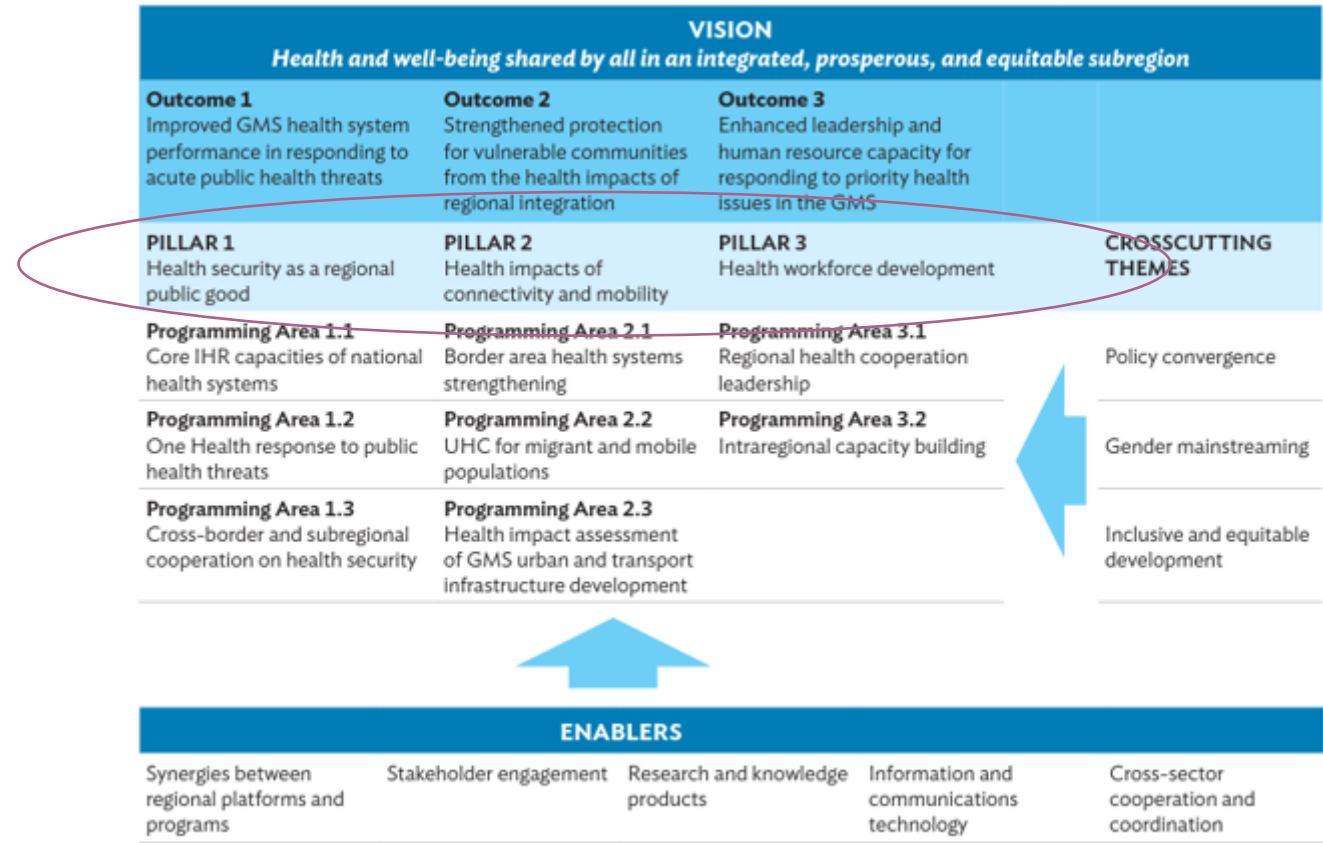 VISION
Health and well-being shared by all in an integrated, prosperous, and equitable subregion
Outcome 1
Improved GMS health system
performance in responding to
acute public health threats
Outcome 2
Strengthened protection
for vulnerable communities
from the health impacts of
regional integration
Outcome 3
Enhanced leadership and
human resource capacity for
responding to priority health
issues in the GMS
PILLAR 1
Health security as a regional
public good
PILLAR 2
Health impacts of
connectivity and mobility
PILLAR 3
Health workforce development
CROSSCUTTING
THEMES
Programming Area 1.1
Core IHR capacities of national
health systems
Programming Area 2.1
Border area health systems
strengthening
Programming Area 3.1
Regional health cooperation
leadership
Policy convergence
Programming Area 1.2
One Health response to public
health threats
Programming Area 2.2
UHC for migrant and mobile
populations
Programming Area 3.2
Intraregional capacity building
Gender mainstreaming
Programming Area 1.3
Cross-border and subregional
cooperation on health security
Programming Area 2.3
Health impact assessment
of GMS urban and transport
infrastructure development
Inclusive and equitable
development
ENABLERS
Synergies between
regional platforms and
programs
Stakeholder engagement
Research and knowledge
products
Information and
communications
technology
Cross-sector
cooperation and
coordination